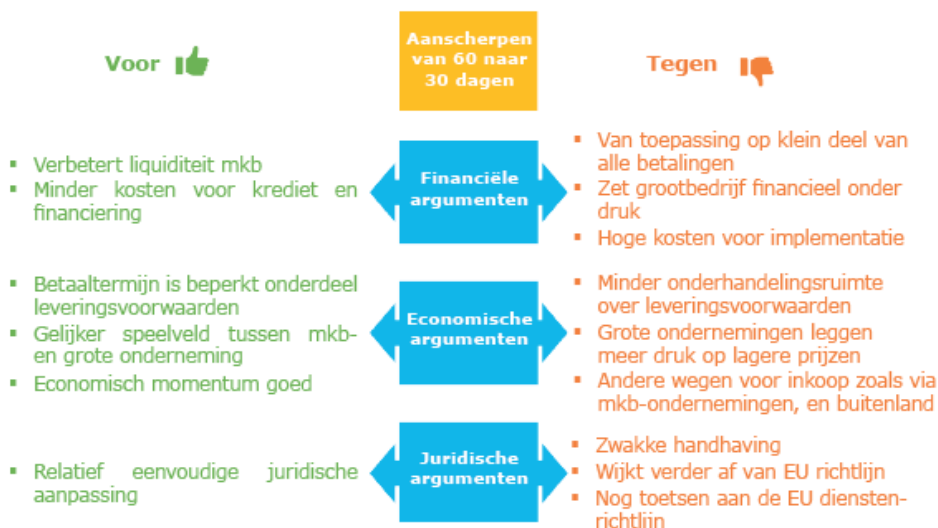 Voor
Aanscherpen
van 60 naar
30 dagen
Tegen
▪ Verbetert liquiditeit mkb
▪ Minder kosten voor krediet en
financiering
Financiële
argumenten
▪ Van toepassing op klein deel van
alle betalingen
▪ Zet grootbedrijf financieel onder
druk
▪ Hoge kosten voor implementatie
▪ Betaaltermijn is beperkt onderdeel
leveringsvoorwaarden
▪ Gelijker speelveld tussen mkb-
en grote onderneming
▪ Economisch momentum goed
Economische
argumenten
▪ Minder onderhandelingsruimte
over leveringsvoorwaarden
▪ Grote ondernemingen leggen
meer druk op lagere prijzen
▪ Andere wegen voor inkoop zoals via
mkb-ondernemingen, en buitenland
▪ Relatief eenvoudige juridische
aanpassing
Juridische
argumenten
▪ Zwakke handhaving
▪ Wijkt verder af van EU richtlijn
▪ Nog toetsen aan de EU diensten-
richtlijn